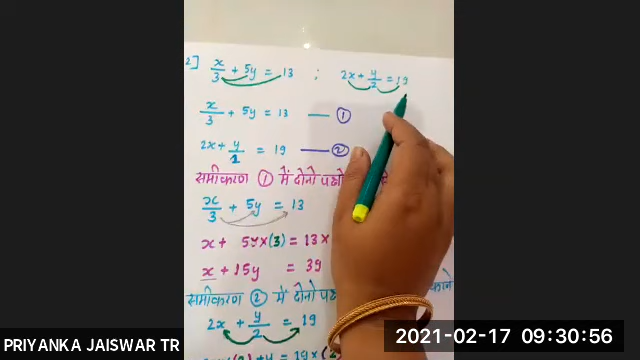 2] x/3 + 5y = 13 ; 2x + y/2 = 19
x/3 + 5y = 13 —— ①
2x + y/2 = 19 —— ②
समीकरण ① में दोनो पक्षो
x/3 + 5y = 13
x + 5y × (3) = 13 ×
x + 15y = 39
समीकरण ② में दोनो प
2x + y/2 = 19
PRIYANKA JAISWAR TR
2021-02-17 09:30:56